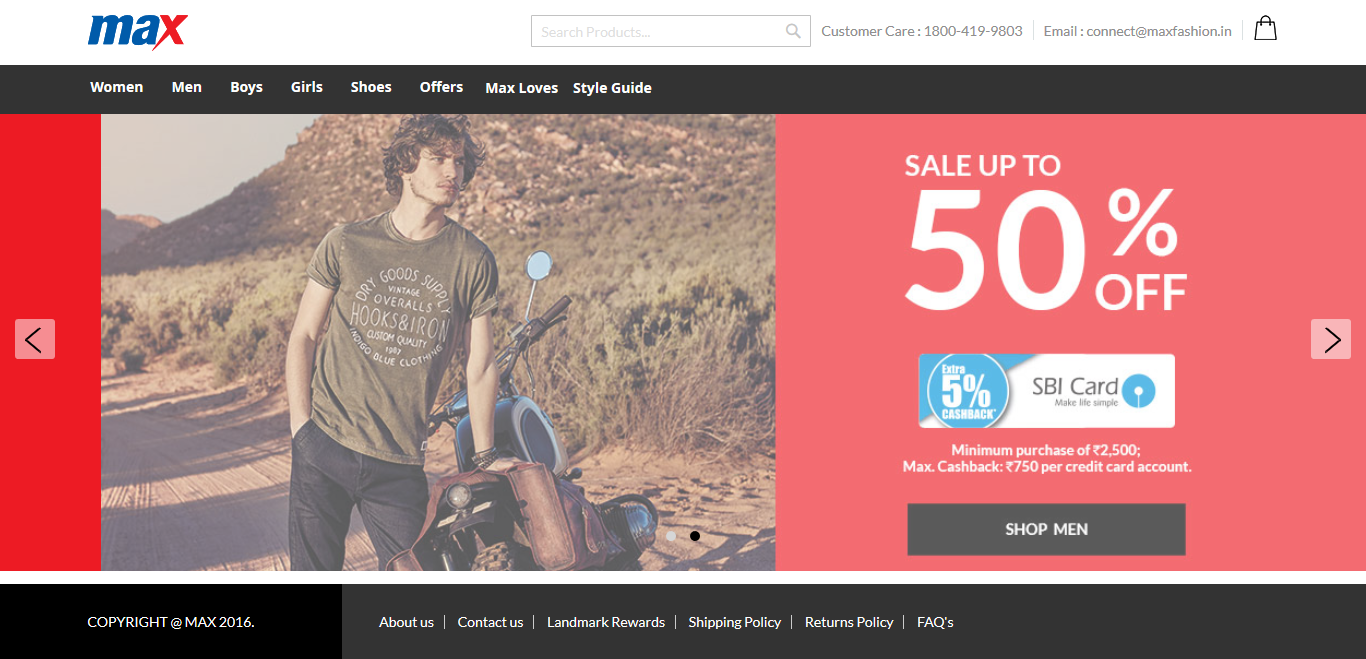 max
Search Products...
Customer Care : 1800-419-9803
Email : connect@maxfashion.in
Women Men Boys Girls Shoes Offers Max Loves Style Guide
DRY GOODS SUPPLY
VINTAGE
OVERALLS
HOOKS&IRON
CUSTOM QUALITY
1967
INDIGO BLUE CLOTHING
SALE UP TO
50% OFF
Extra
5%
CASHBACK*
SBI Card
Make life simple
Minimum purchase of ₹2,500;
Max. Cashback: ₹750 per credit card account.
SHOP MEN
COPYRIGHT @ MAX 2016.
About us | Contact us | Landmark Rewards | Shipping Policy | Returns Policy | FAQ's